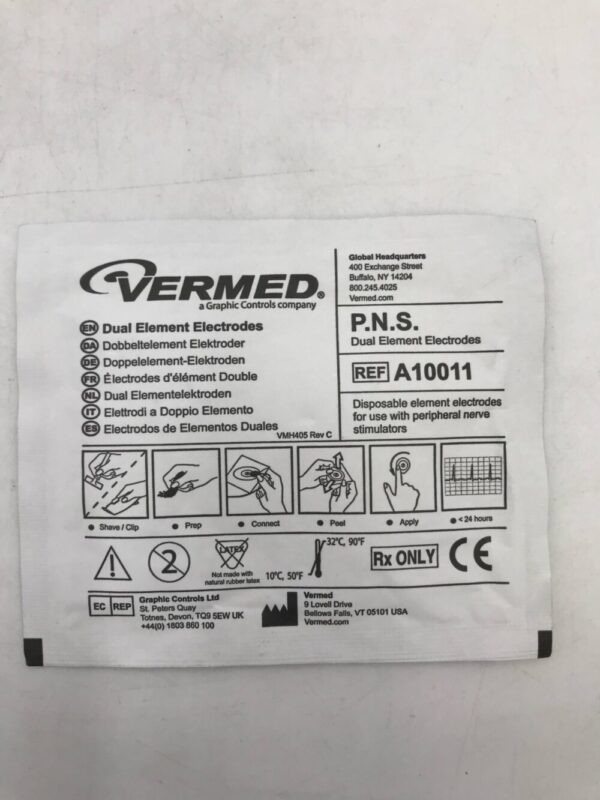 VERMED®
a Graphic Controls company
EN Dual Element Electrodes
DA Dobbeltelement Elektroder
DE Doppelelement-Elektroden
FR Électrodes d'élément Double
NL Dual Elementelektroden
IT Elettrodi a Doppio Elemento
ES Electrodos de Elementos Duales
VMH405 Rev C
Global Headquarters
400 Exchange Street
Buffalo, NY 14204
800.245.4025
Vermed.com
P.N.S.
Dual Element Electrodes
REF A10011
Disposable element electrodes
for use with peripheral nerve
stimulators
Shave / Clip
Prep
Connect
Peel
Apply
< 24 hours
2
LATEX
Not made with
natural rubber latex
10°C, 50°F
32°C, 90°F
Rx ONLY
CE
EC REP
Graphic Controls Ltd
St. Peters Quay
Totnes, Devon, TQ9 5EW UK
+44(0) 1803 860 100
Vermed
9 Lovell Drive
Bellows Falls, VT 05101 USA
Vermed.com